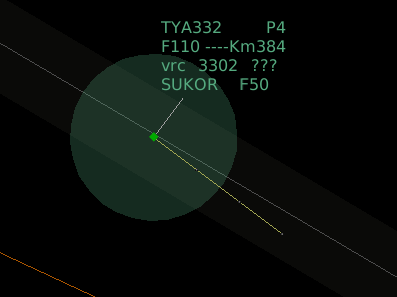 TYA332 P4
F110 ----Km384
vrc 3302 ???
SUKOR F50